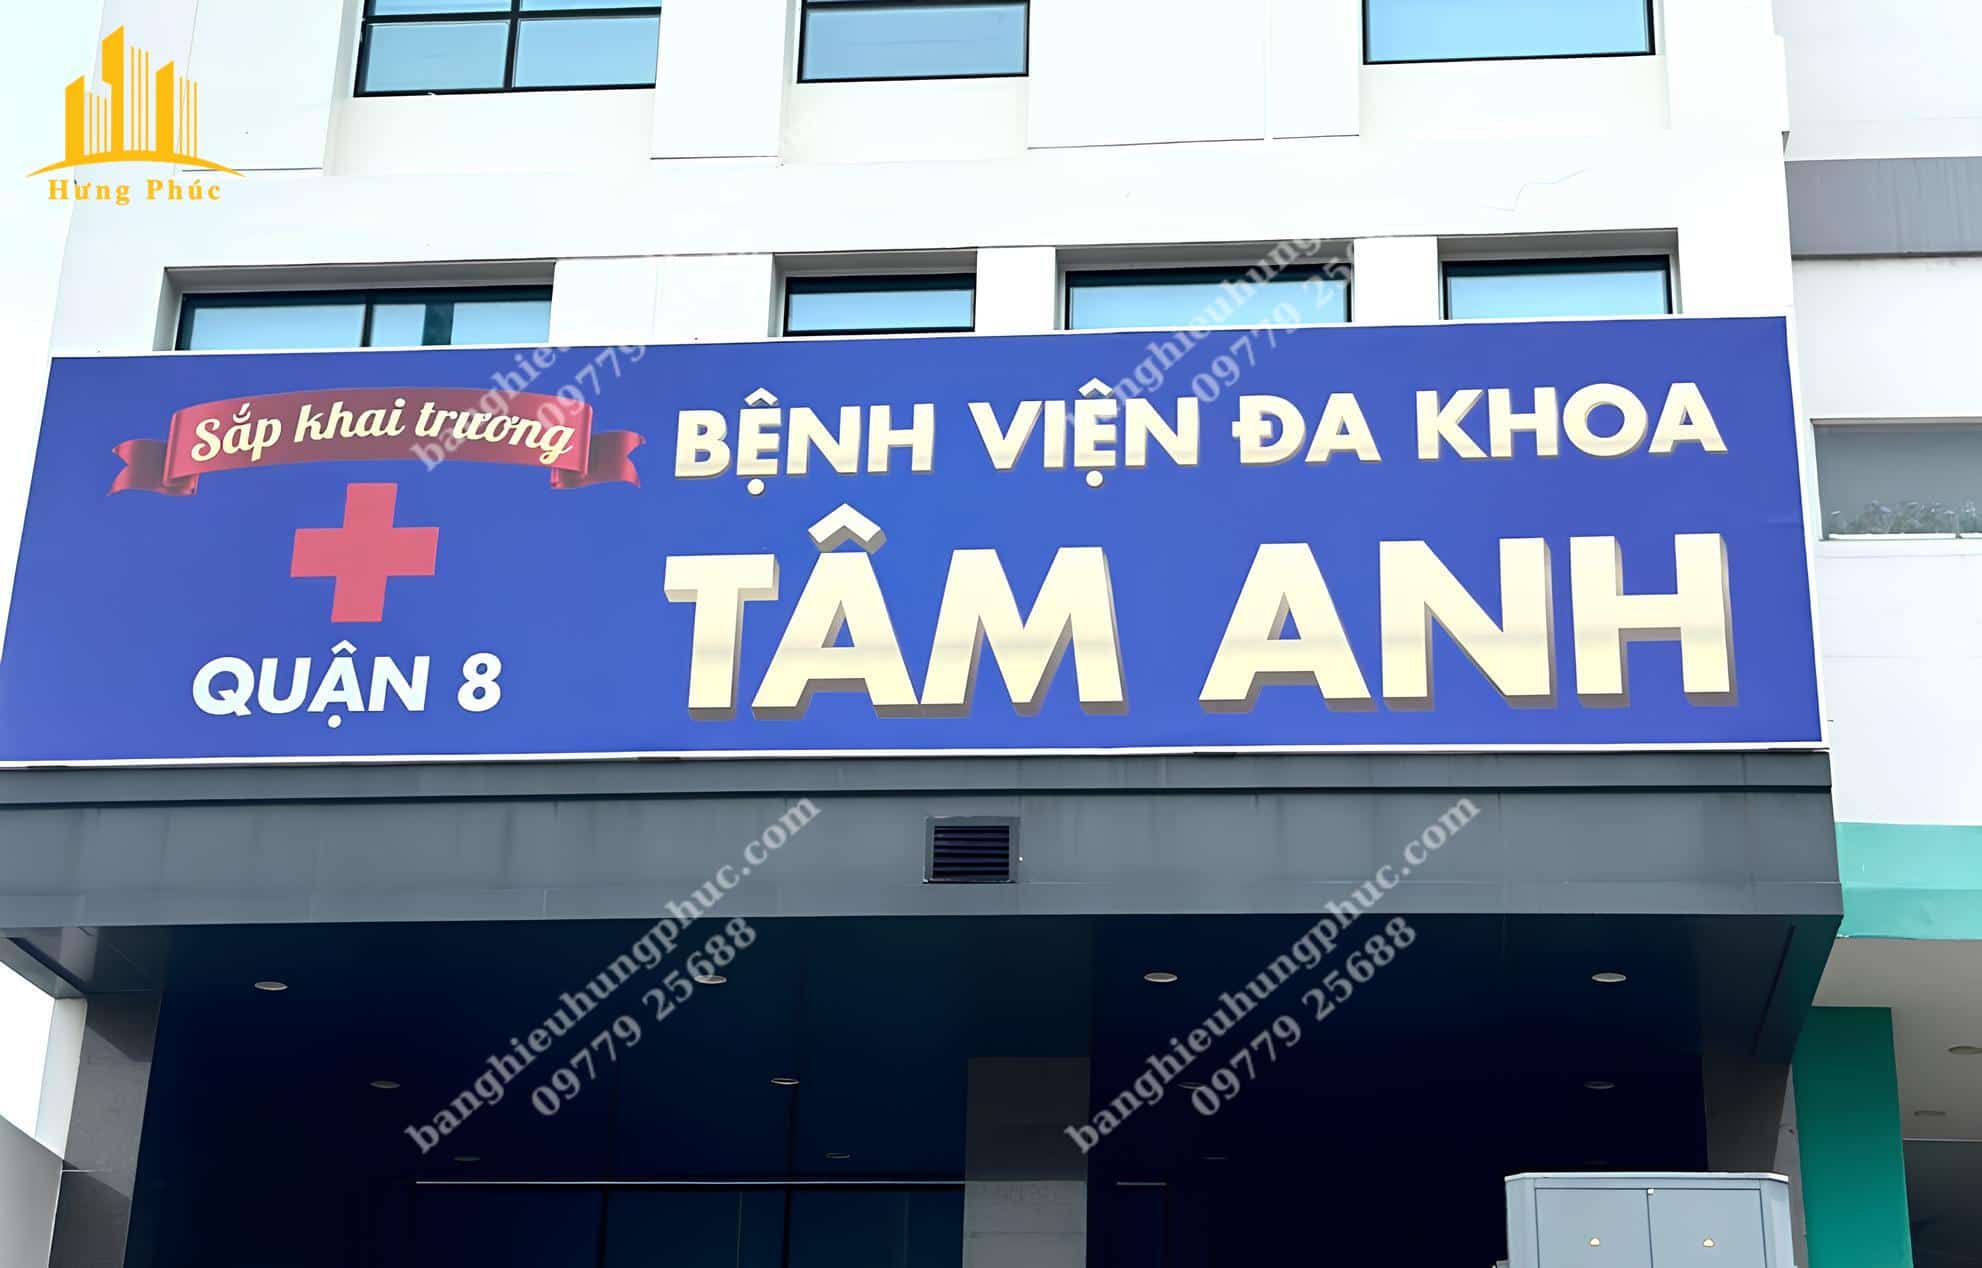 Hưng Phúc
Sắp khai trương
QUẬN 8
BỆNH VIỆN ĐA KHOA
TÂM ANH
banghieuhungphuc.com
09779 25688
banghieuhungphuc.com
09779 25688